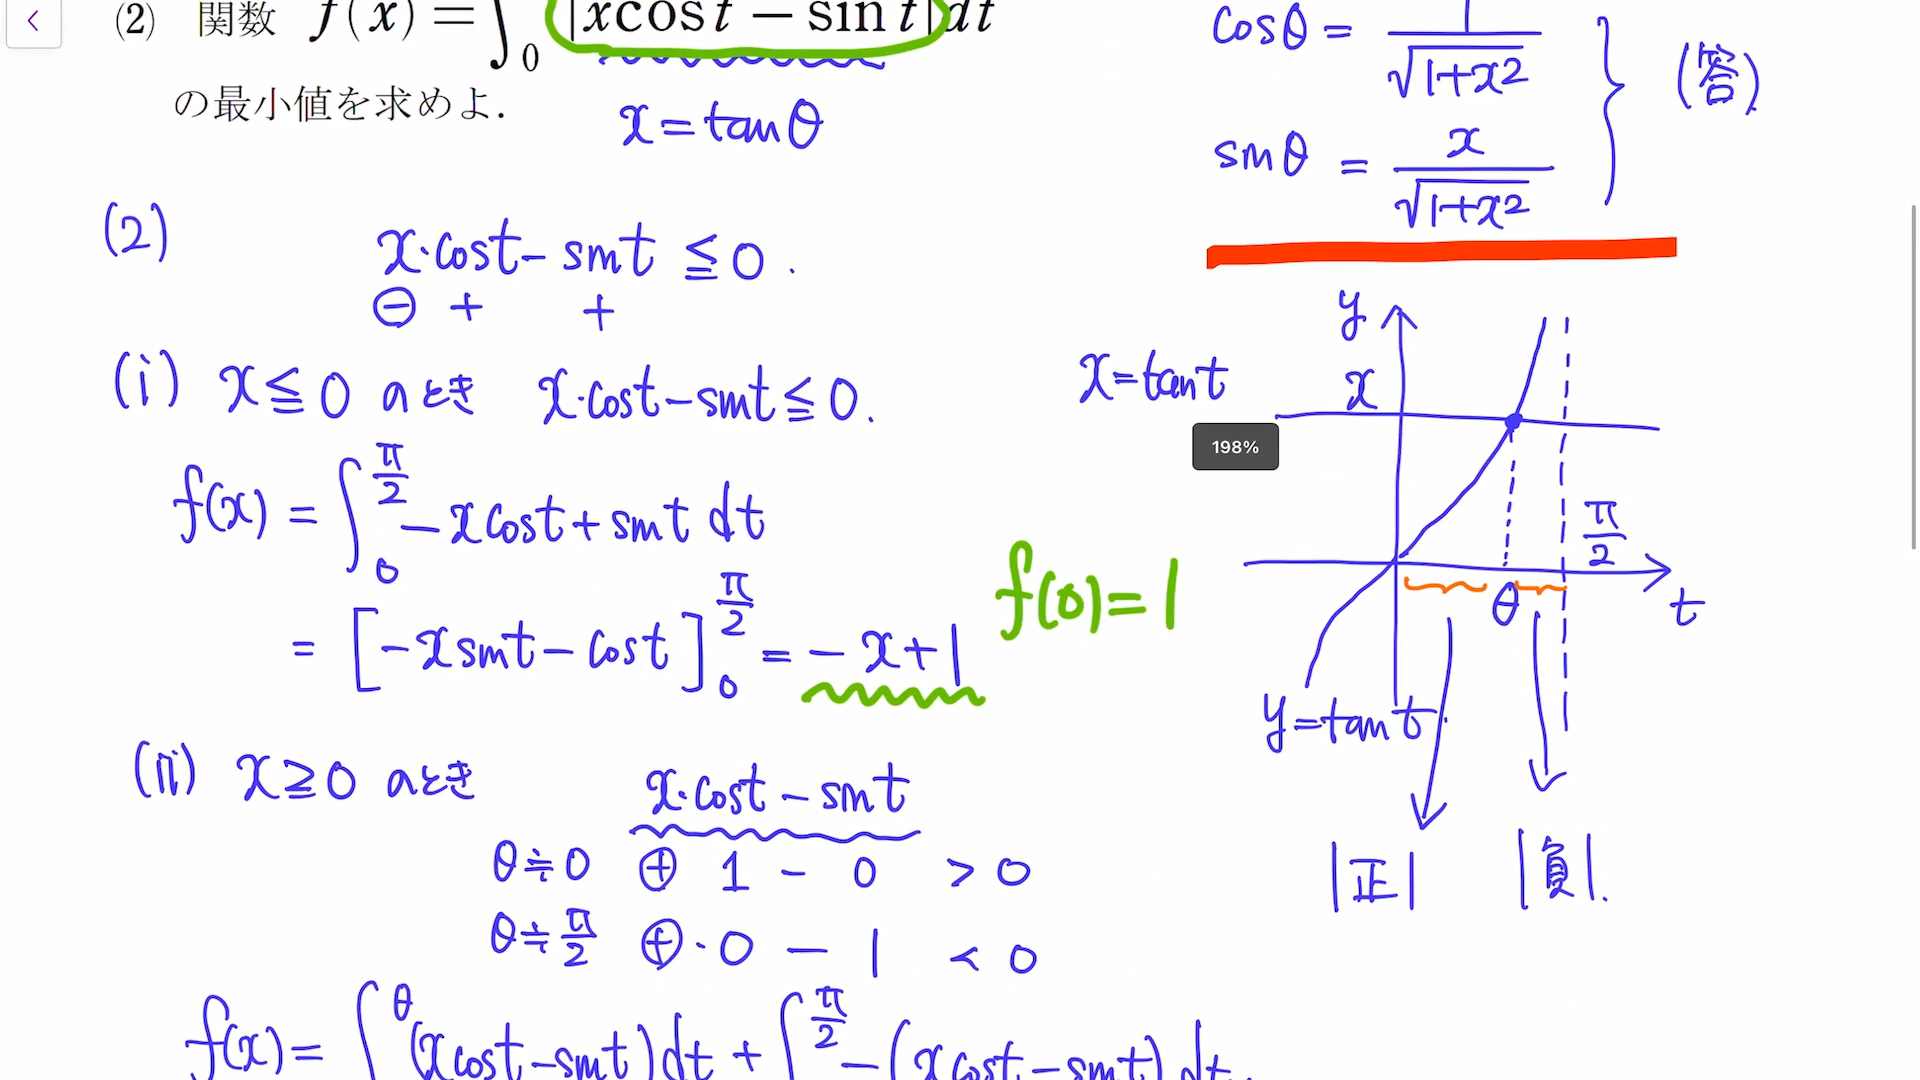 (2) 関数 f(x) = ∫₀ |x cos t − sin t| dt
の最小値を求めよ.
x = tanθ
cosθ = 1/√(1+x²)
sinθ = x/√(1+x²)
} (答)
(2)
x・cost − sint ≦ 0 .
⊖ + +
(i) x ≦ 0 のとき x・cost − sint ≦ 0.
f(x) = ∫₀^{π/2} −xcost + sint dt
= [−xsint − cost]₀^{π/2} = −x+1
f(0) = 1
x = tant
198%
y
x
π/2
θ
t
y = tant
|正| |負|.
(ii) x ≧ 0 のとき x・cost − sint
θ≒0 ⊕ 1 − 0 > 0
θ≒π/2 ⊕・0 − 1 < 0
f(x) = ∫^θ (xcost − sint)dt + ∫^{π/2} −(xcost − sint) dt.